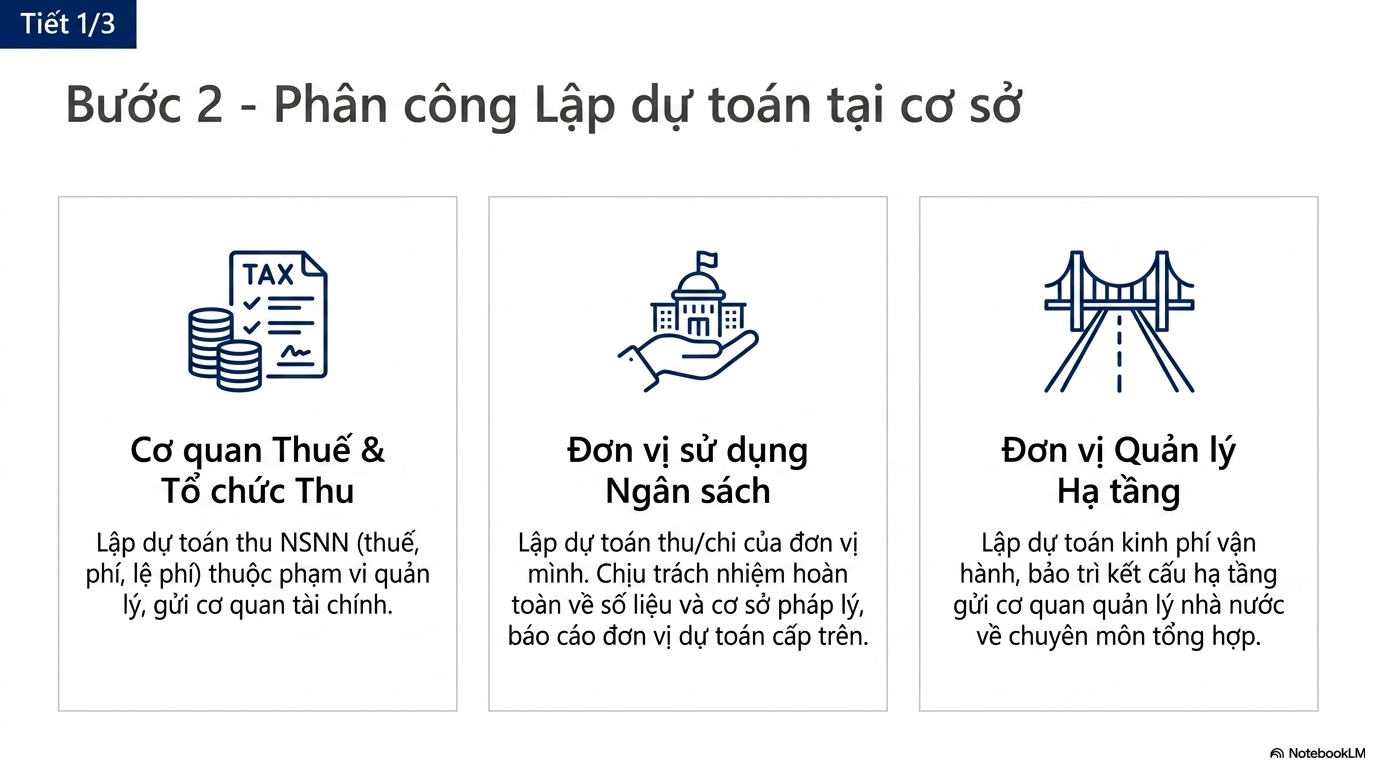 Tiết 1/3
Bước 2 - Phân công Lập dự toán tại cơ sở
TAX
Cơ quan Thuế &
Tổ chức Thu
Lập dự toán thu NSNN (thuế,
phí, lệ phí) thuộc phạm vi quản
lý, gửi cơ quan tài chính.
Đơn vị sử dụng
Ngân sách
Lập dự toán thu/chi của đơn vị
mình. Chịu trách nhiệm hoàn
toàn về số liệu và cơ sở pháp lý,
báo cáo đơn vị dự toán cấp trên.
Đơn vị Quản lý
Hạ tầng
Lập dự toán kinh phí vận
hành, bảo trì kết cấu hạ tầng
gửi cơ quan quản lý nhà nước
về chuyên môn tổng hợp.
NotebookLM